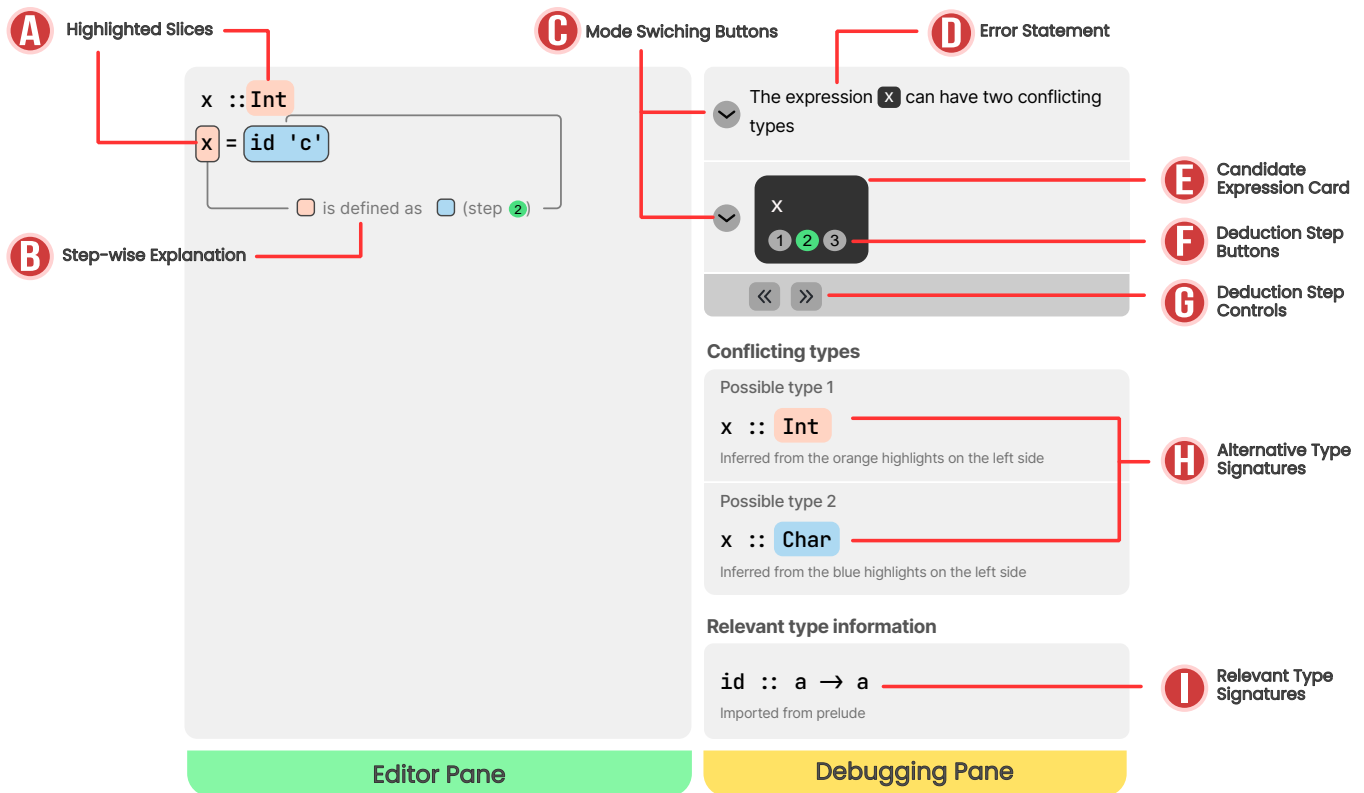 A Highlighted Slices
C Mode Swiching Buttons
D Error Statement
x :: Int
x = id 'c'
is defined as (step 2)
B Step-wise Explanation
The expression x can have two conflicting
types
x
1 2 3
E Candidate
Expression Card
F Deduction Step
Buttons
G Deduction Step
Controls
Conflicting types
Possible type 1
x :: Int
Inferred from the orange highlights on the left side
Possible type 2
x :: Char
Inferred from the blue highlights on the left side
H Alternative Type
Signatures
Relevant type information
id :: a → a
Imported from prelude
I Relevant Type
Signatures
Editor Pane
Debugging Pane